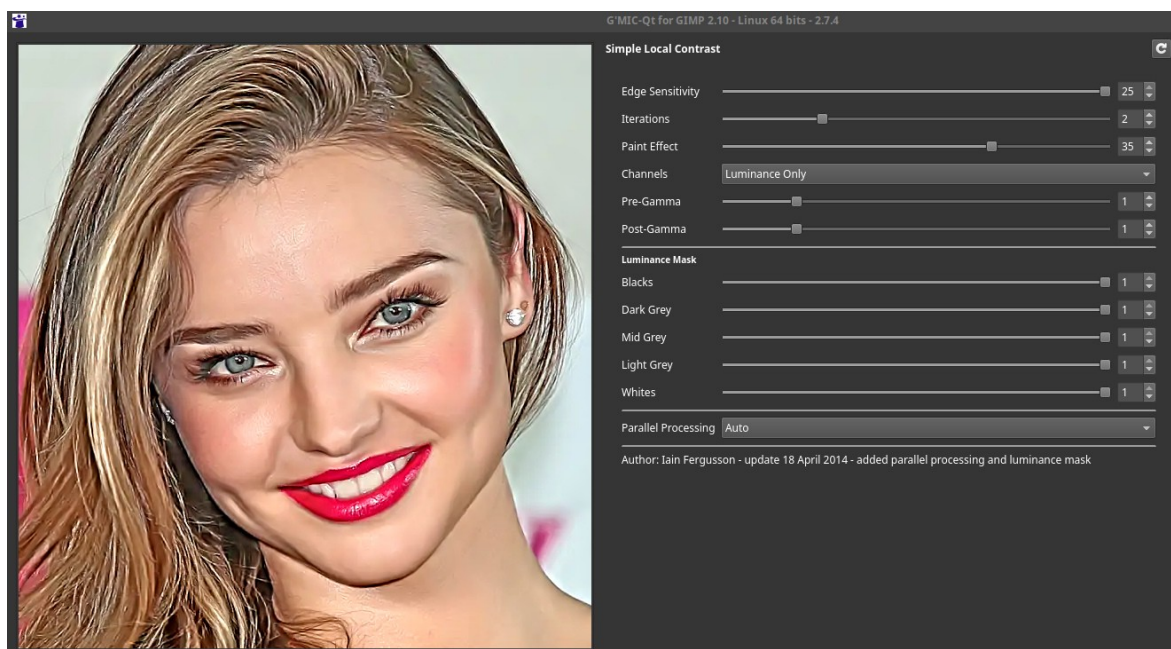 G'MIC-Qt for GIMP 2.10 - Linux 64 bits - 2.7.4
Simple Local Contrast
Edge Sensitivity 25
Iterations 2
Paint Effect 35
Channels Luminance Only
Pre-Gamma 1
Post-Gamma 1
Luminance Mask
Blacks 1
Dark Grey 1
Mid Grey 1
Light Grey 1
Whites 1
Parallel Processing Auto
Author: Iain Fergusson - update 18 April 2014 - added parallel processing and luminance mask